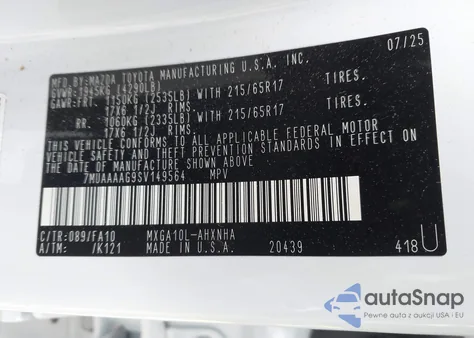 07/25
MFD.BY:MAZDA TOYOTA MANUFACTURING U.S.A. INC.
GVWR:1945KG (4290LB)
GAWR:FRT. 1150KG (2535LB) WITH 215/65R17 TIRES.
17X6 1/2J RIMS.
RR. 1060KG (2335LB) WITH 215/65R17 TIRES.
17X6 1/2J RIMS.
THIS VEHICLE CONFORMS TO ALL APPLICABLE FEDERAL MOTOR
VEHICLE SAFETY AND THEFT PREVENTION STANDARDS IN EFFECT ON
THE DATE OF MANUFACTURE SHOWN ABOVE.
7MUAAAAG9SV149564 MPV
C/TR:089/FA10 MXGA10L-AHXNHA
A/TM: /K121 MADE IN U.S.A. 20439 418 U
autoSnap
Pewne auta z aukcji USA i EU